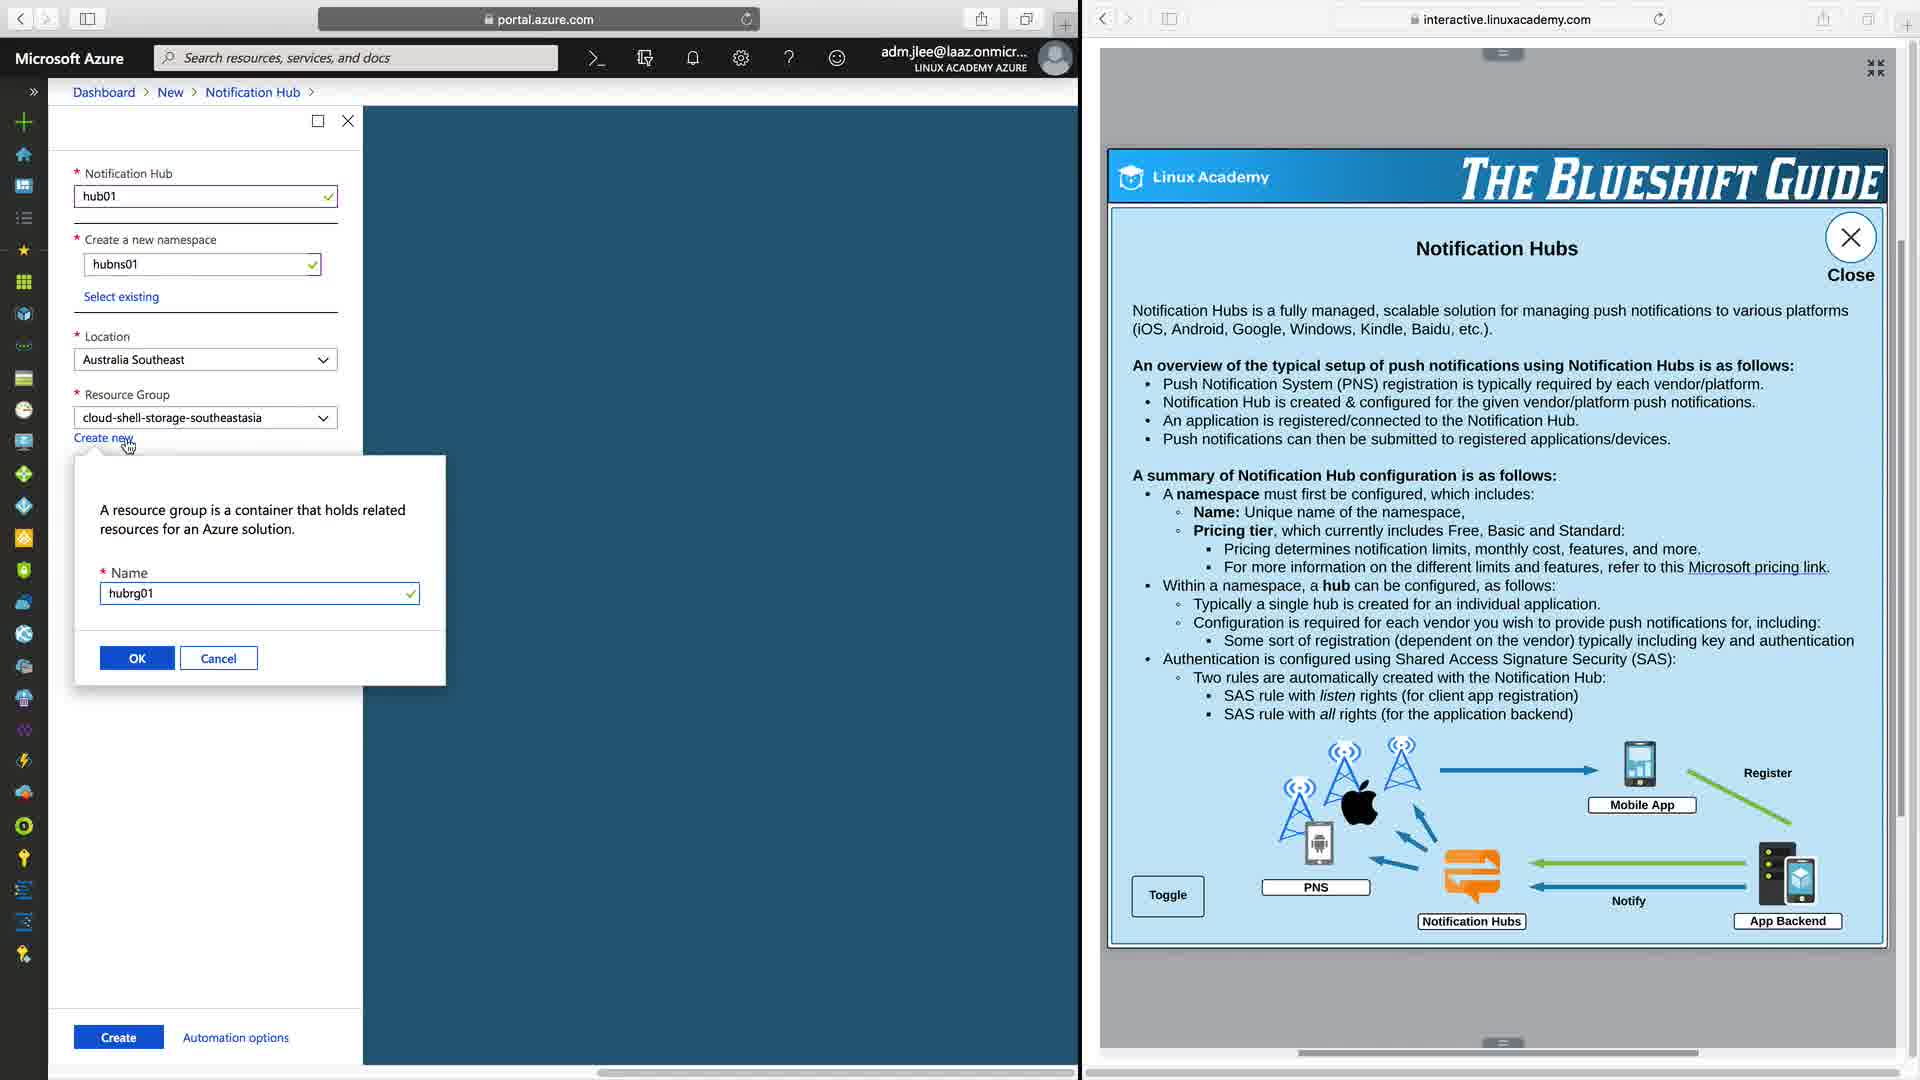 portal.azure.com
Microsoft Azure
Search resources, services, and docs
adm.jlee@laaz.onmicr...
LINUX ACADEMY AZURE
Dashboard > New > Notification Hub >
* Notification Hub
hub01
* Create a new namespace
hubns01
Select existing
* Location
Australia Southeast
* Resource Group
cloud-shell-storage-southeastasia
Create new
A resource group is a container that holds related
resources for an Azure solution.
* Name
hubrg01
OK
Cancel
Create
Automation options
interactive.linuxacademy.com
Linux Academy
THE BLUESHIFT GUIDE
Notification Hubs
Close
Notification Hubs is a fully managed, scalable solution for managing push notifications to various platforms
(iOS, Android, Google, Windows, Kindle, Baidu, etc.).
An overview of the typical setup of push notifications using Notification Hubs is as follows:
• Push Notification System (PNS) registration is typically required by each vendor/platform.
• Notification Hub is created & configured for the given vendor/platform push notifications.
• An application is registered/connected to the Notification Hub.
• Push notifications can then be submitted to registered applications/devices.
A summary of Notification Hub configuration is as follows:
• A namespace must first be configured, which includes:
◦ Name: Unique name of the namespace,
◦ Pricing tier, which currently includes Free, Basic and Standard:
▪ Pricing determines notification limits, monthly cost, features, and more.
▪ For more information on the different limits and features, refer to this Microsoft pricing link.
• Within a namespace, a hub can be configured, as follows:
◦ Typically a single hub is created for an individual application.
◦ Configuration is required for each vendor you wish to provide push notifications for, including:
▪ Some sort of registration (dependent on the vendor) typically including key and authentication
• Authentication is configured using Shared Access Signature Security (SAS):
◦ Two rules are automatically created with the Notification Hub:
▪ SAS rule with listen rights (for client app registration)
▪ SAS rule with all rights (for the application backend)
Register
Mobile App
PNS
Toggle
Notify
Notification Hubs
App Backend